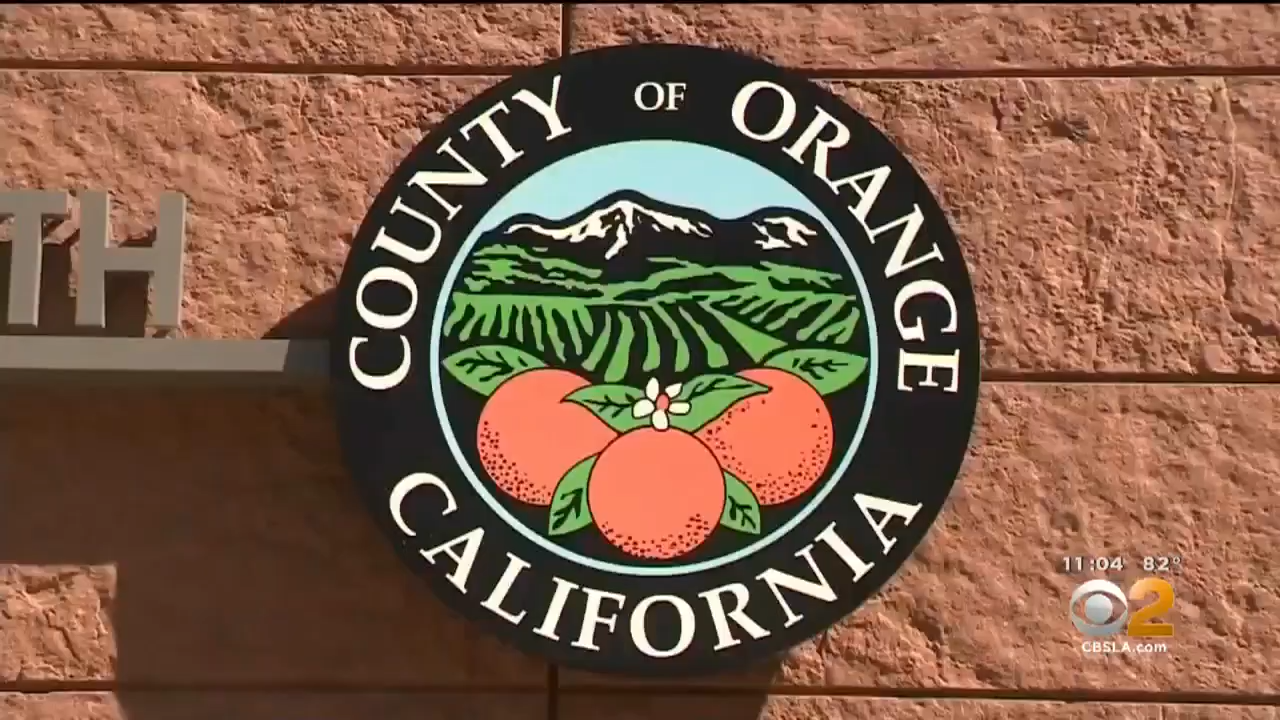 COUNTY OF ORANGE
CALIFORNIA
TH
11:04 82°
2
CBSLA.com